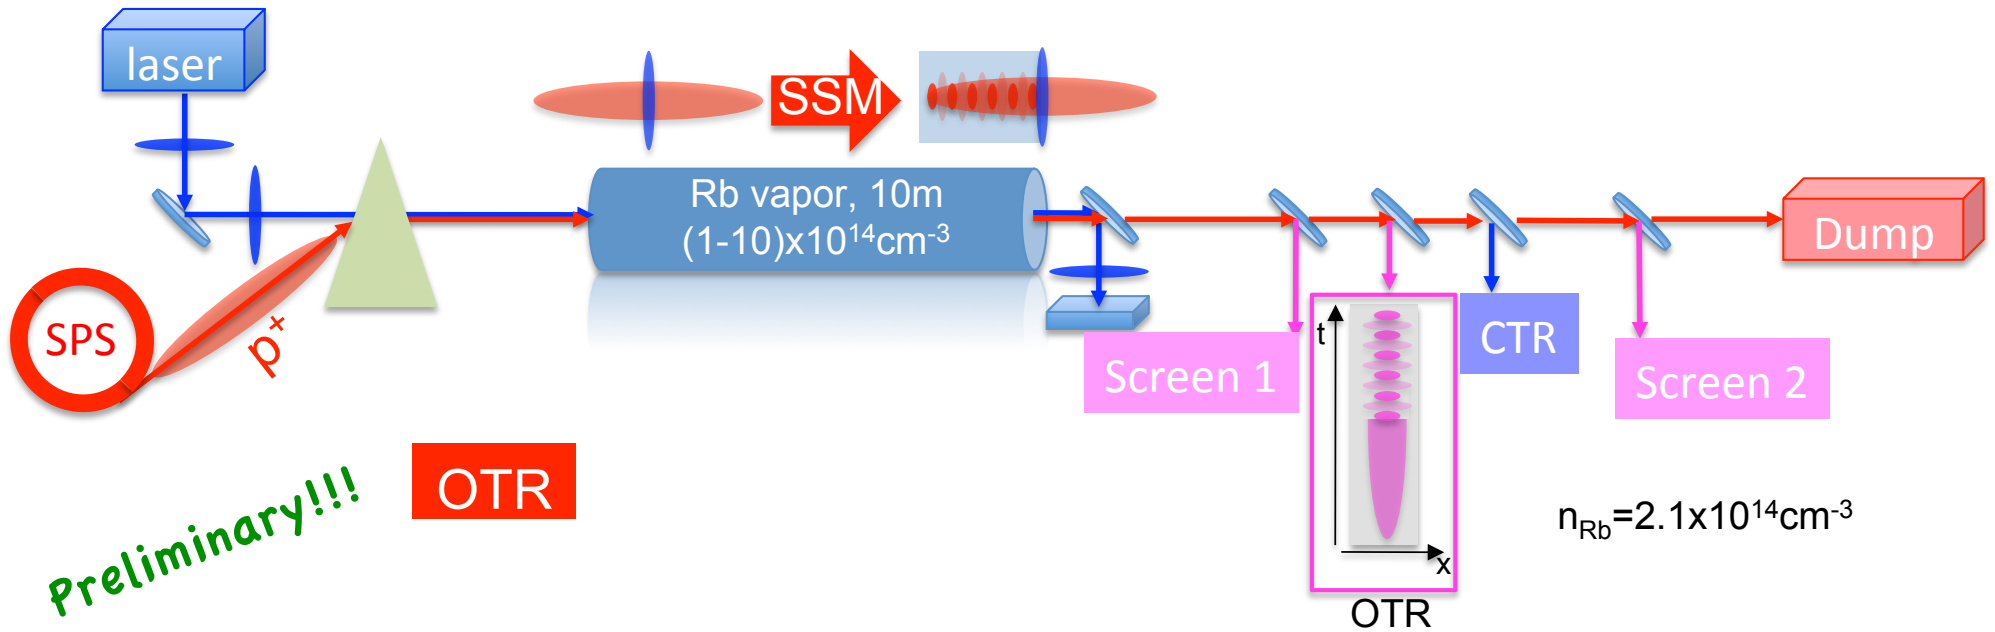 laser
SSM
Rb vapor, 10m
(1-10)x10¹⁴cm⁻³
SPS
p⁺
Dump
Screen 1
t
x
OTR
CTR
Screen 2
OTR
Preliminary!!!
n_Rb=2.1x10¹⁴cm⁻³